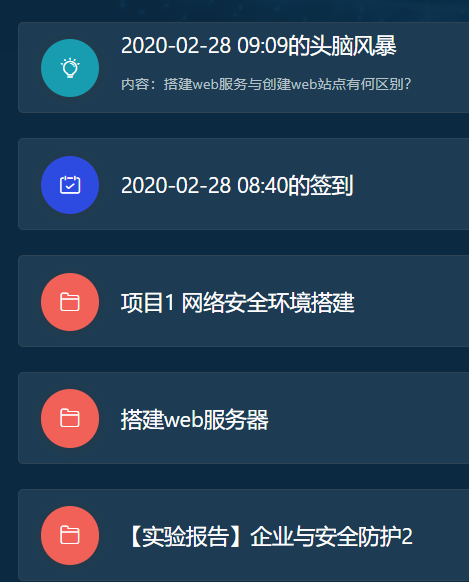 2020-02-28 09:09的头脑风暴
内容：搭建web服务与创建web站点有何区别？
2020-02-28 08:40的签到
项目1 网络安全环境搭建
搭建web服务器
【实验报告】企业与安全防护2